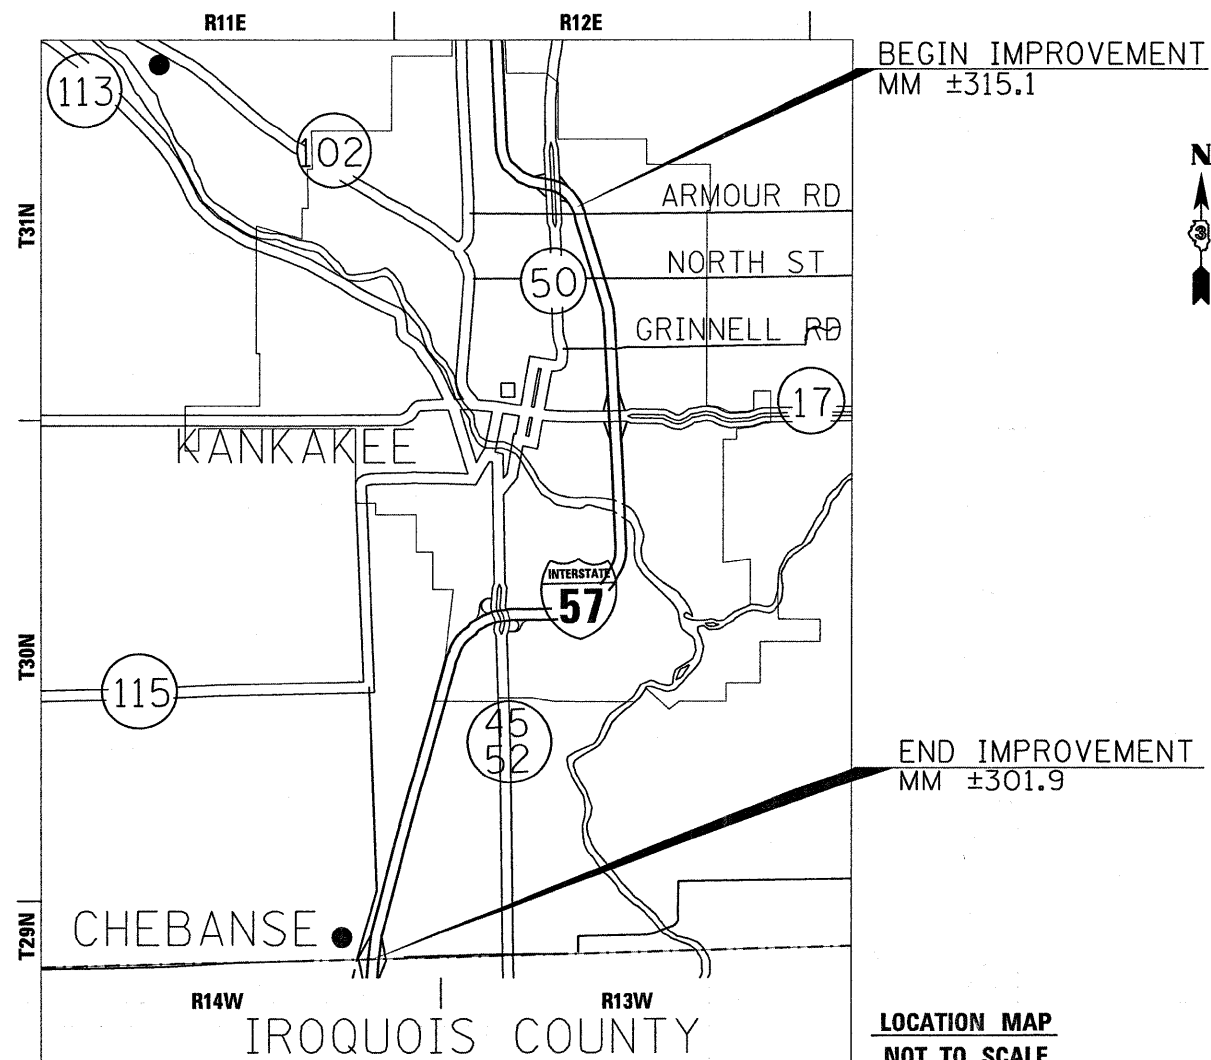 R11E
R12E
BEGIN IMPROVEMENT
MM ±315.1
113
102
N
3
ARMOUR RD
T31N
NORTH ST
50
GRINNELL RD
17
KANKAKEE
INTERSTATE
57
T30N
115
45
52
END IMPROVEMENT
MM ±301.9
CHEBANSE
T29N
R14W
R13W
IROQUOIS COUNTY
LOCATION MAP
NOT TO SCALE